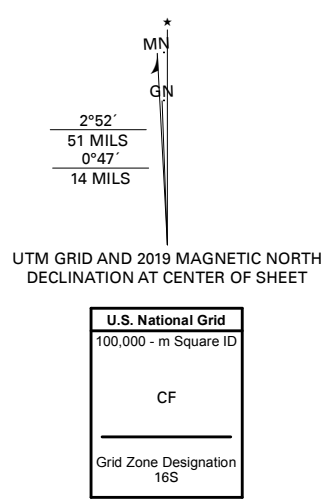 ★
MN
GN
2°52´
51 MILS
0°47´
14 MILS
UTM GRID AND 2019 MAGNETIC NORTH
DECLINATION AT CENTER OF SHEET
U.S. National Grid
100,000 - m Square ID
CF
Grid Zone Designation
16S